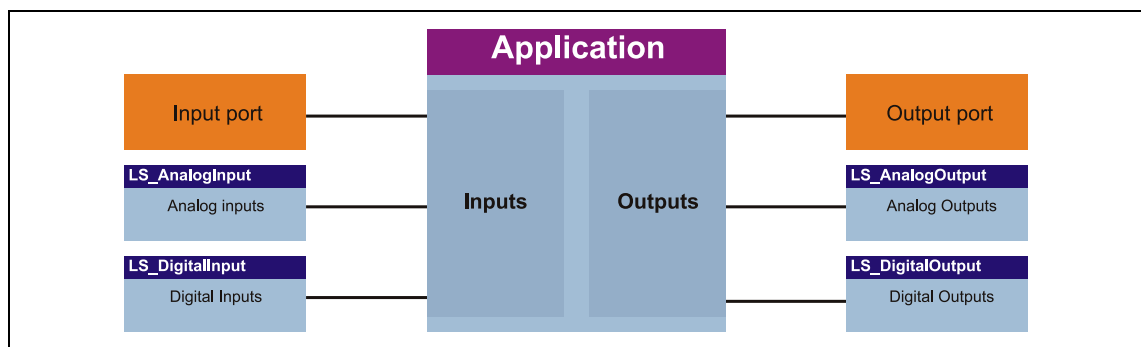 Application
Input port
Output port
LS_AnalogInput
Analog inputs
LS_AnalogOutput
Analog Outputs
Inputs
Outputs
LS_DigitalInput
Digital Inputs
LS_DigitalOutput
Digital Outputs